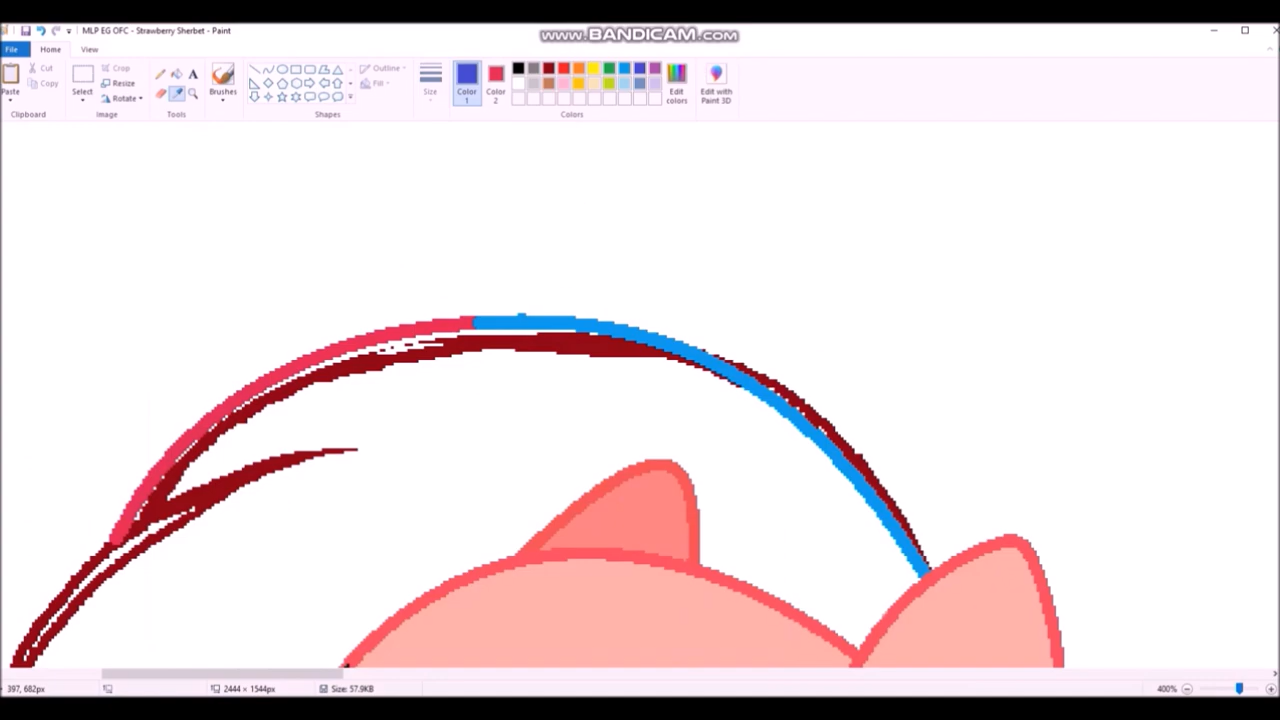 MLP EG OFC - Strawberry Sherbet - Paint
www.BANDICAM.com
File Home View
Paste
Cut
Copy
Clipboard
Select
Crop
Resize
Rotate
Image
A
Tools
Brushes
Outline
Fill
Shapes
Size
Color 1
Color 2
Edit colors
Edit with Paint 3D
Colors
397, 682px
2444 × 1544px
Size: 57.9KB
400%